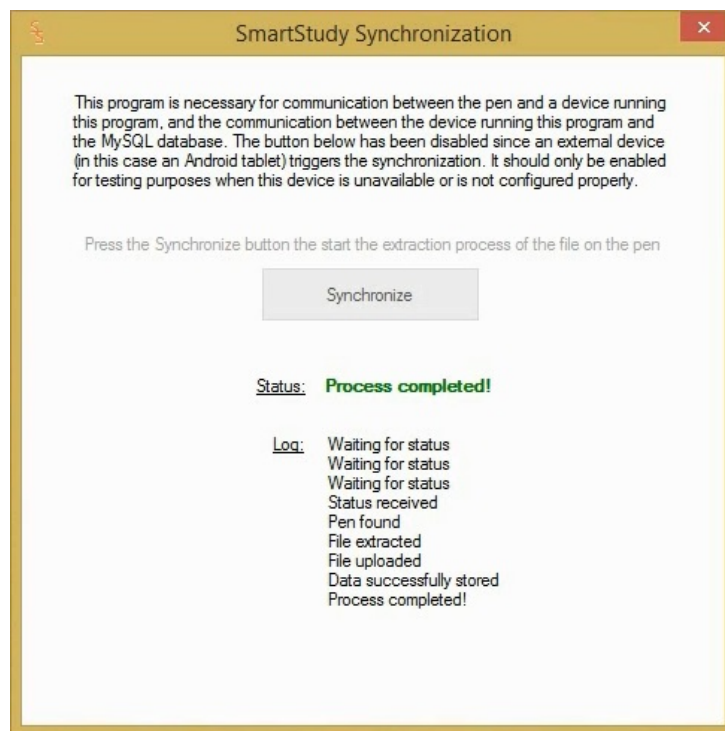 SmartStudy Synchronization
This program is necessary for communication between the pen and a device running
this program, and the communication between the device running this program and
the MySQL database. The button below has been disabled since an external device
(in this case an Android tablet) triggers the synchronization. It should only be enabled
for testing purposes when this device is unavailable or is not configured properly.
Press the Synchronize button the start the extraction process of the file on the pen
Synchronize
Status: Process completed!
Log: Waiting for status
Waiting for status
Waiting for status
Status received
Pen found
File extracted
File uploaded
Data successfully stored
Process completed!